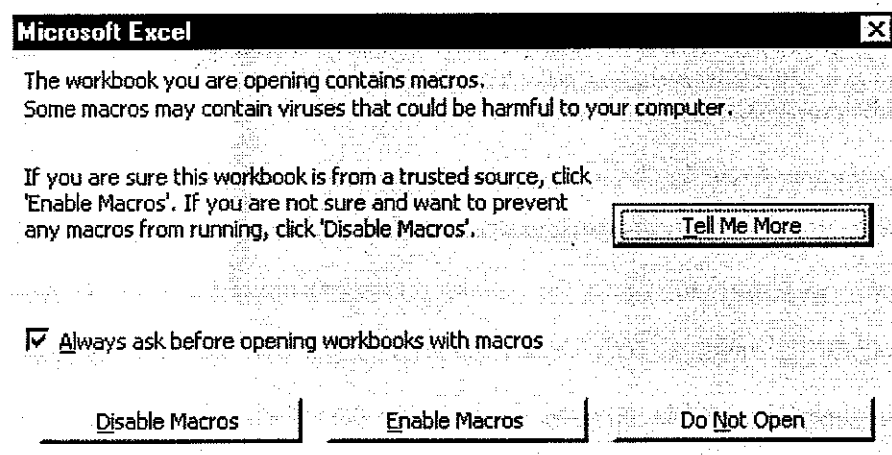 Microsoft Excel
The workbook you are opening contains macros.
Some macros may contain viruses that could be harmful to your computer.
If you are sure this workbook is from a trusted source, click
'Enable Macros'. If you are not sure and want to prevent
any macros from running, click 'Disable Macros'.
Tell Me More
Always ask before opening workbooks with macros
Disable Macros Enable Macros Do Not Open